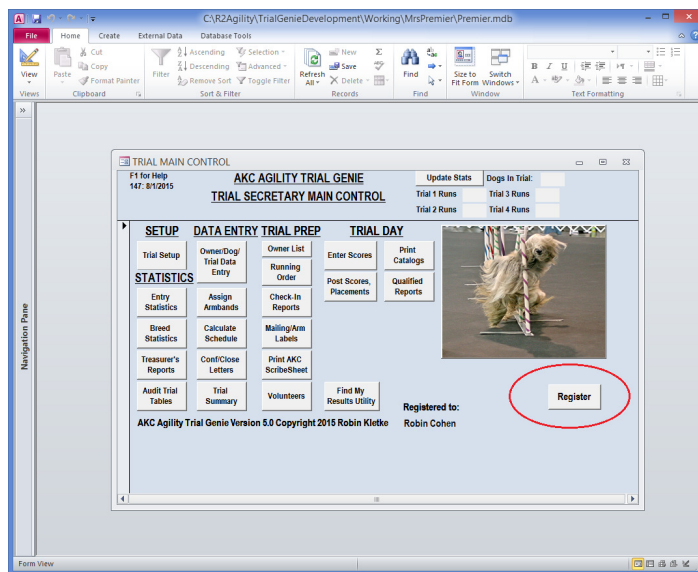 C:\R2Agility\TrialGenieDevelopment\Working\MrsPremier\Premier.mdb
File Home Create External Data Database Tools
View
Views
Paste
Cut
Copy
Format Painter
Clipboard
Filter
Ascending
Descending
Remove Sort
Selection
Advanced
Toggle Filter
Sort & Filter
Refresh
All
New
Save
Delete
Records
Find
Find
Size to
Fit Form
Switch
Windows
Window
B I U
A
Text Formatting
TRIAL MAIN CONTROL
F1 for Help
147: 8/1/2015
AKC AGILITY TRIAL GENIE
TRIAL SECRETARY MAIN CONTROL
Update Stats Dogs In Trial:
Trial 1 Runs Trial 3 Runs
Trial 2 Runs Trial 4 Runs
SETUP DATA ENTRY TRIAL PREP TRIAL DAY
Trial Setup
STATISTICS
Entry
Statistics
Breed
Statistics
Treasurer's
Reports
Audit Trial
Tables
Owner/Dog/
Trial Data
Entry
Assign
Armbands
Calculate
Schedule
Conf/Close
Letters
Trial
Summary
Owner List
Running
Order
Check-In
Reports
Mailing/Arm
Labels
Print AKC
ScribeSheet
Volunteers
Enter Scores
Post Scores,
Placements
Find My
Results Utility
Print
Catalogs
Qualified
Reports
Register
Registered to:
Robin Cohen
AKC Agility Trial Genie Version 5.0 Copyright 2015 Robin Kletke
Navigation Pane
Form View